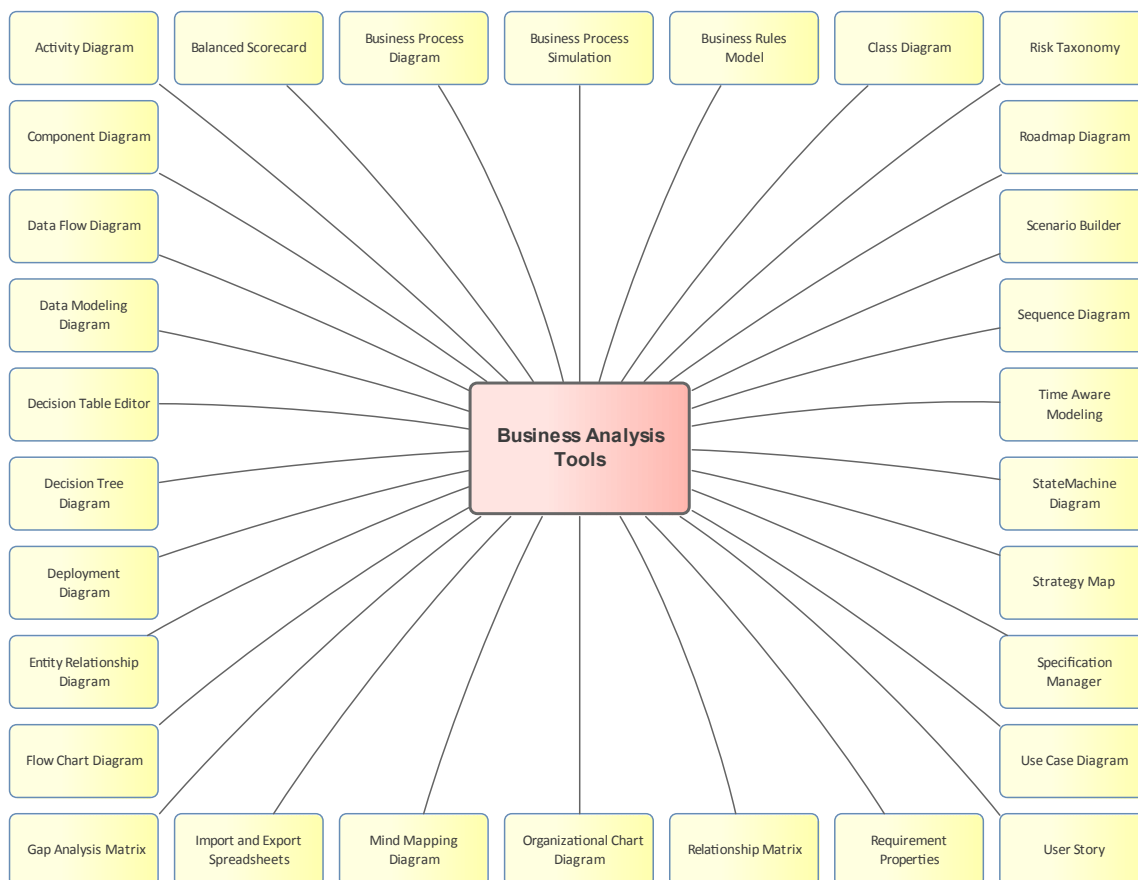 Activity Diagram
Balanced Scorecard
Business Process
Diagram
Business Process
Simulation
Business Rules
Model
Class Diagram
Risk Taxonomy
Component Diagram
Roadmap Diagram
Data Flow Diagram
Scenario Builder
Data Modeling
Diagram
Sequence Diagram
Decision Table Editor
Time Aware
Modeling
Business Analysis
Tools
Decision Tree
Diagram
StateMachine
Diagram
Deployment
Diagram
Strategy Map
Entity Relationship
Diagram
Specification
Manager
Flow Chart Diagram
Use Case Diagram
Gap Analysis Matrix
Import and Export
Spreadsheets
Mind Mapping
Diagram
Organizational Chart
Diagram
Relationship Matrix
Requirement
Properties
User Story